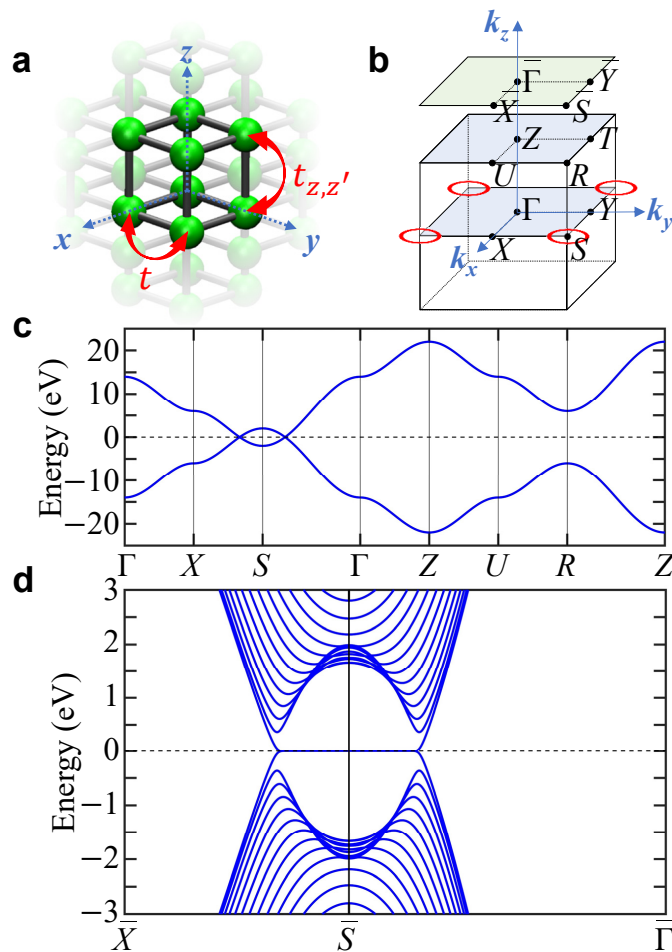 a
z
x
y
t
t_{z,z′}
b
k_z
Γ̅
Y̅
X̅
S̅
Z
T
U
R
Γ
Y
k_y
X
S
k_x
c
Energy (eV)
20
10
0
−10
−20
Γ X S Γ Z U R Z
d
Energy (eV)
3
2
1
0
−1
−2
−3
X̅ S̅ Γ̅